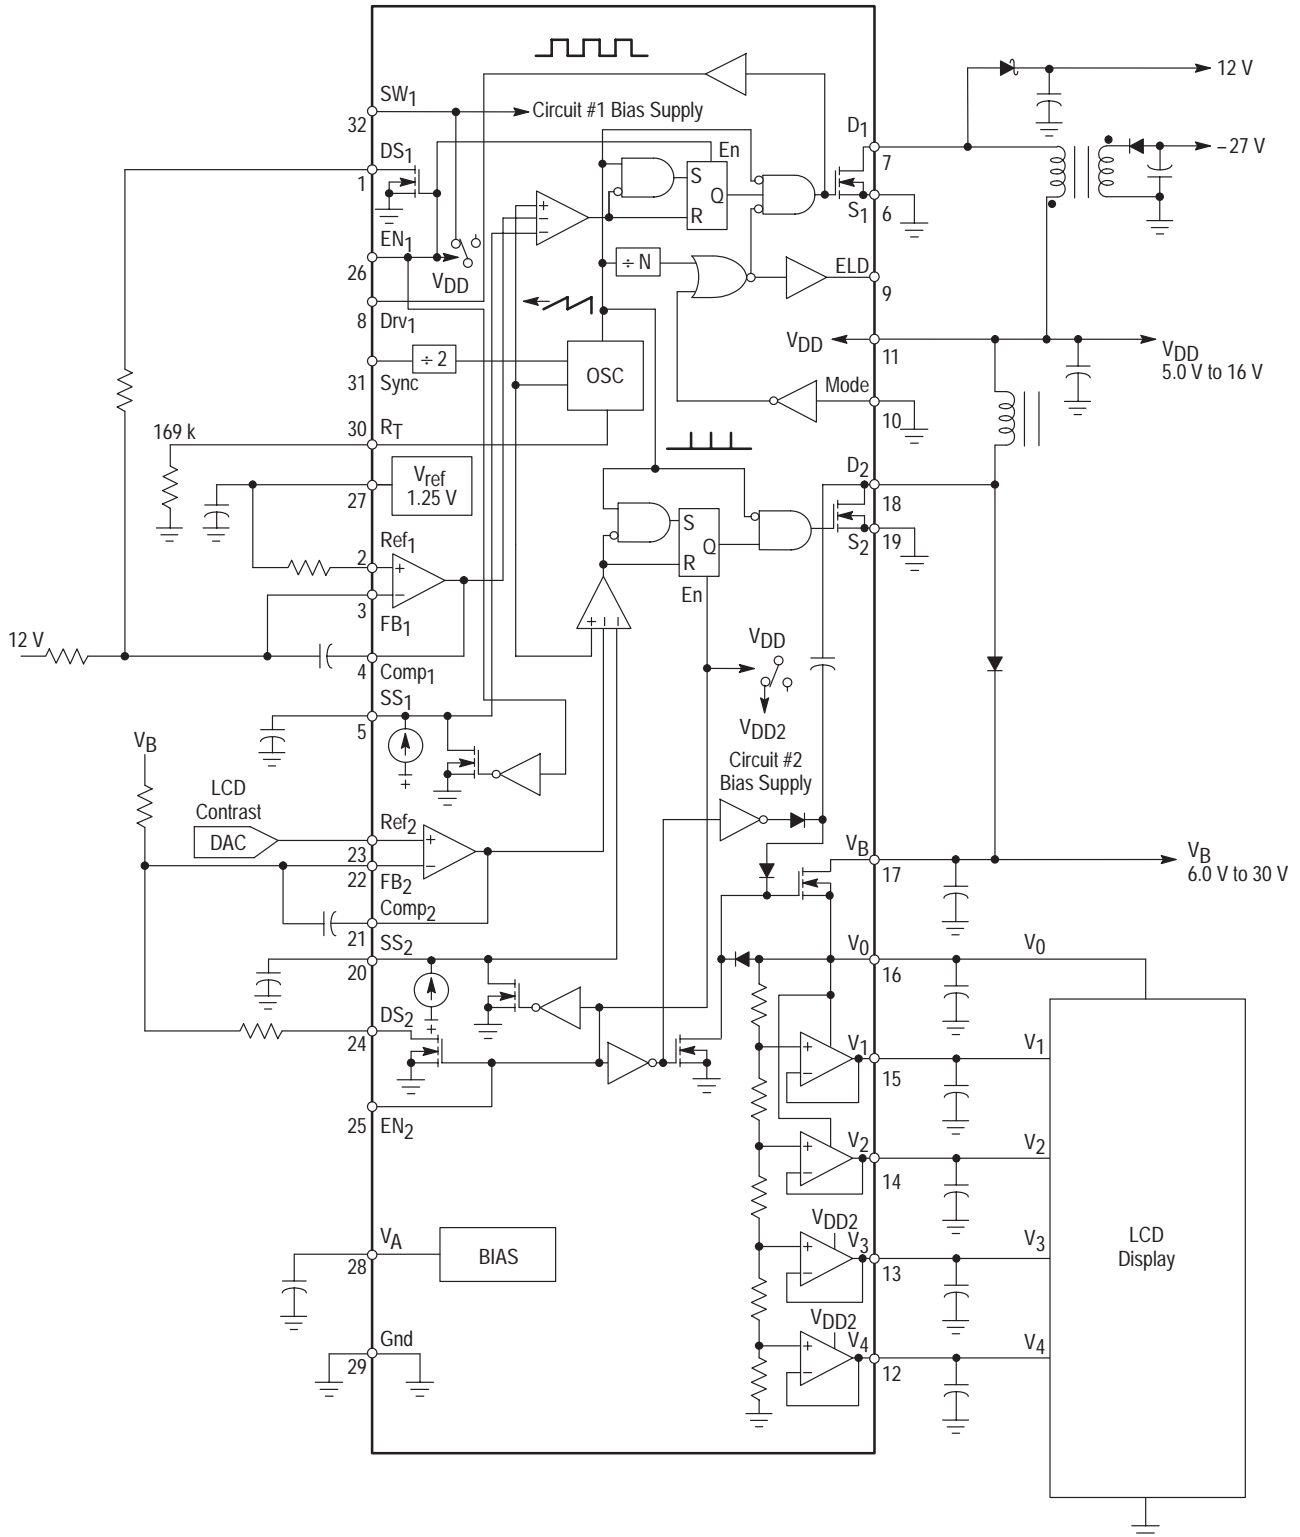 12 V
SW1
32
Circuit #1 Bias Supply
D1
7
–27 V
DS1
1
En
S
Q
R
S1
6
+
–
–
EN1
26
VDD
÷ N
ELD
9
8
Drv1
VDD
11
VDD
5.0 V to 16 V
÷ 2
31
Sync
OSC
Mode
10
169 k
30
RT
Vref
1.25 V
27
D2
18
S
Q
R
En
S2
19
Ref1
2
+
–
3
FB1
+ – –
12 V
4
Comp1
VDD
VDD2
Circuit #2
Bias Supply
SS1
5
+
VB
LCD
Contrast
DAC
Ref2
23
+
–
22
FB2
VB
17
VB
6.0 V to 30 V
Comp2
21
SS2
20
V0
16
V0
+
DS2
24
+
–
V1
15
V1
25
EN2
+
–
V2
14
V2
VA
28
BIAS
VDD2
+
–
V3
13
V3
LCD
Display
Gnd
29
VDD2
+
–
V4
12
V4